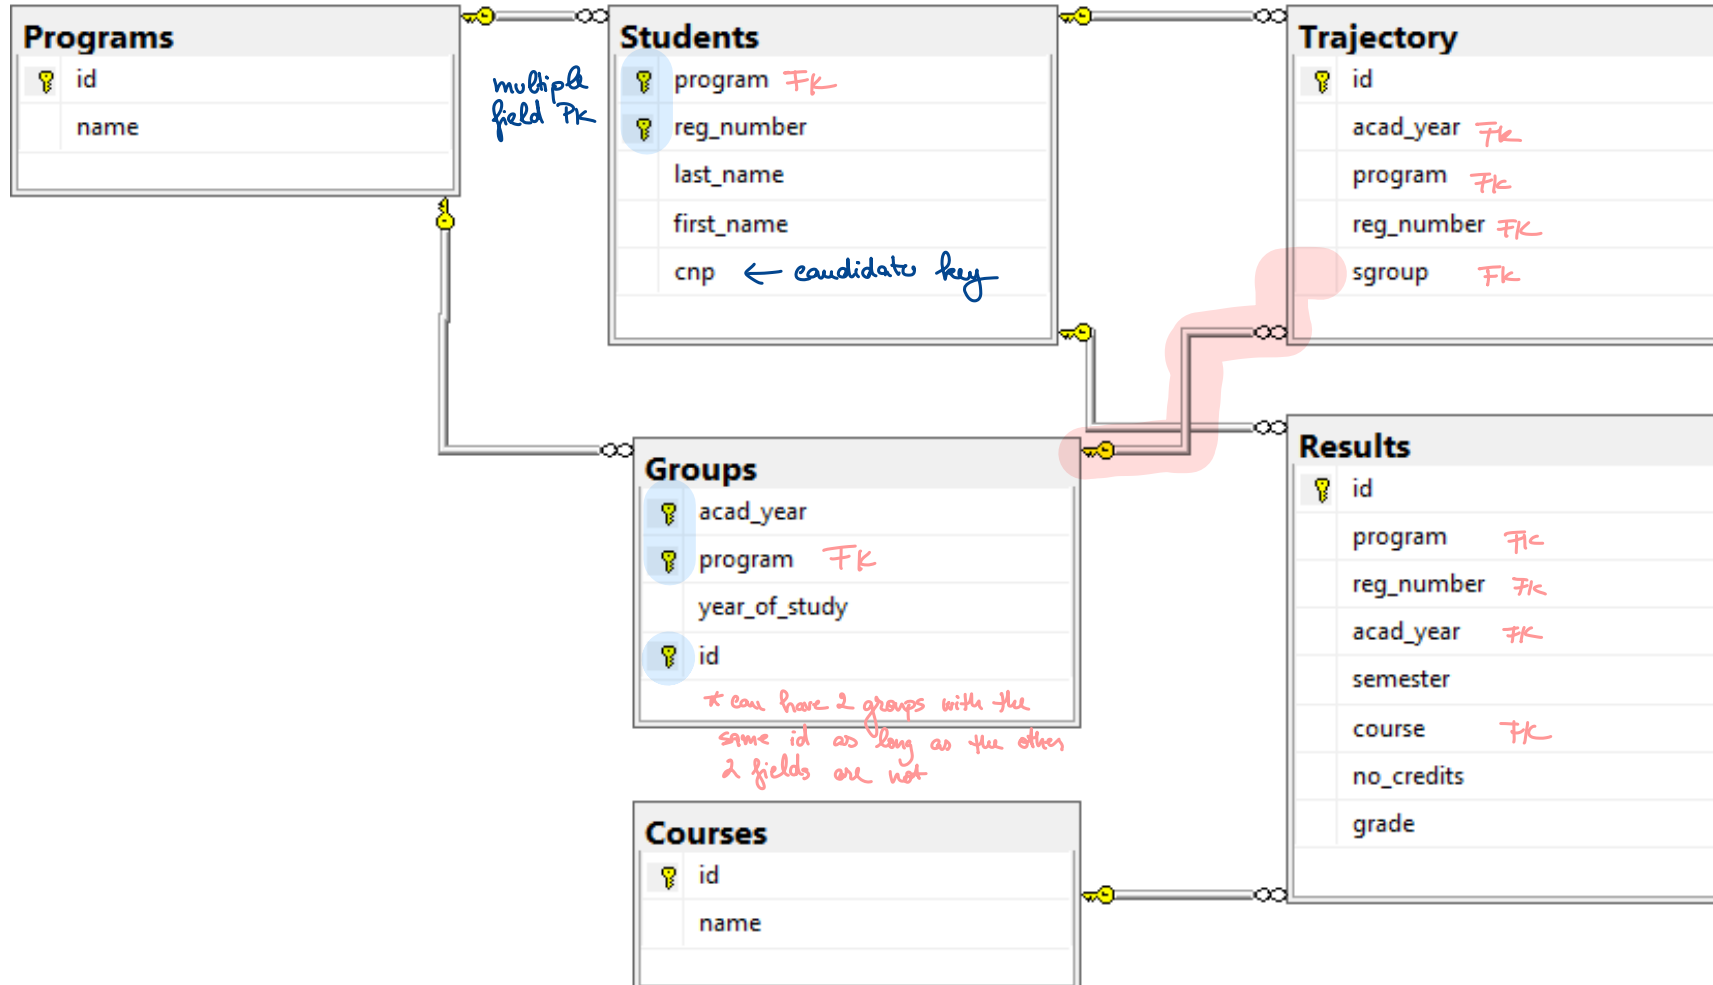 Programs
id
name
multiple
field PK
Students
program FK
reg_number
last_name
first_name
cnp ← candidate key
Trajectory
id
acad_year FK
program FK
reg_number FK
sgroup FK
Groups
acad_year
program FK
year_of_study
id
* can have 2 groups with the
same id as long as the other
2 fields are not
Courses
id
name
Results
id
program FK
reg_number FK
acad_year FK
semester
course FK
no_credits
grade